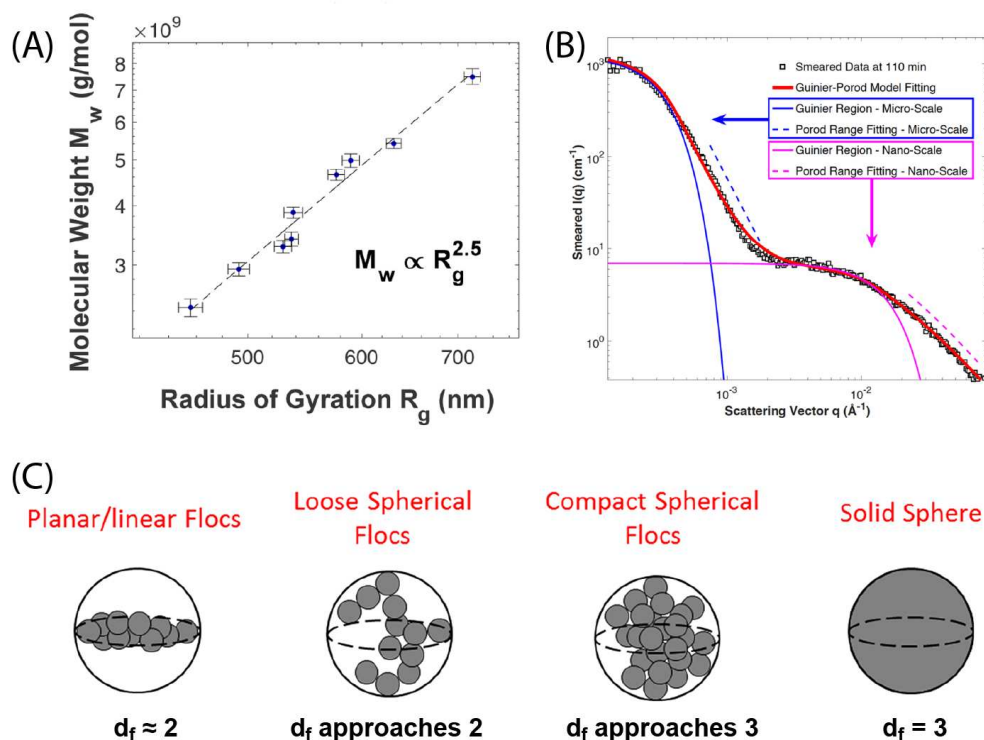 (A)
Molecular Weight M_w (g/mol)
×10^9
8
7
6
5
4
3
500
600
700
Radius of Gyration R_g (nm)
M_w ∝ R_g^2.5
(B)
Smeared I(q) (cm^-1)
10^3
10^2
10^1
10^0
10^-3
10^-2
Scattering Vector q (Å^-1)
Smeared Data at 110 min
Guinier-Porod Model Fitting
Guinier Region - Micro-Scale
Porod Range Fitting - Micro-Scale
Guinier Region - Nano-Scale
Porod Range Fitting - Nano-Scale
(C)
Planar/linear Flocs
Loose Spherical
Flocs
Compact Spherical
Flocs
Solid Sphere
d_f ≈ 2
d_f approaches 2
d_f approaches 3
d_f = 3